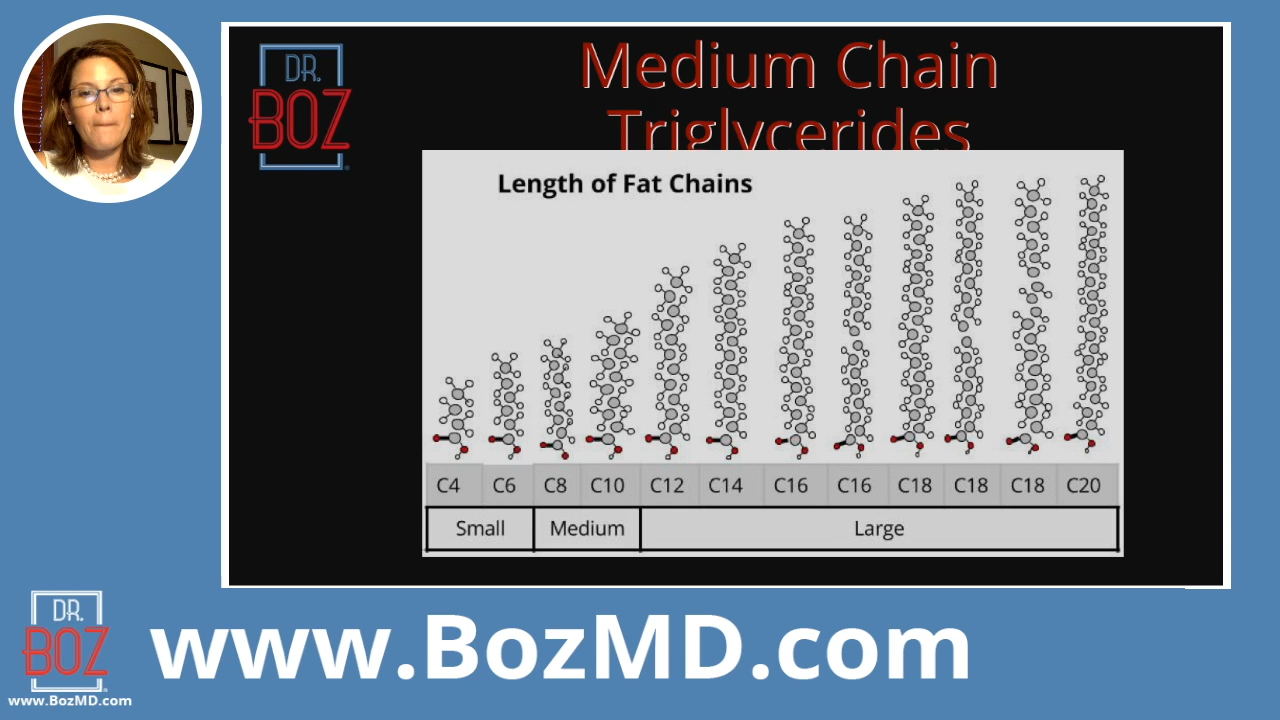 DR.
BOZ
Medium Chain
Triglycerides
Length of Fat Chains
C4 C6 C8 C10 C12 C14 C16 C16 C18 C18 C18 C20
Small Medium Large
DR.
BOZ
www.BozMD.com
www.BozMD.com